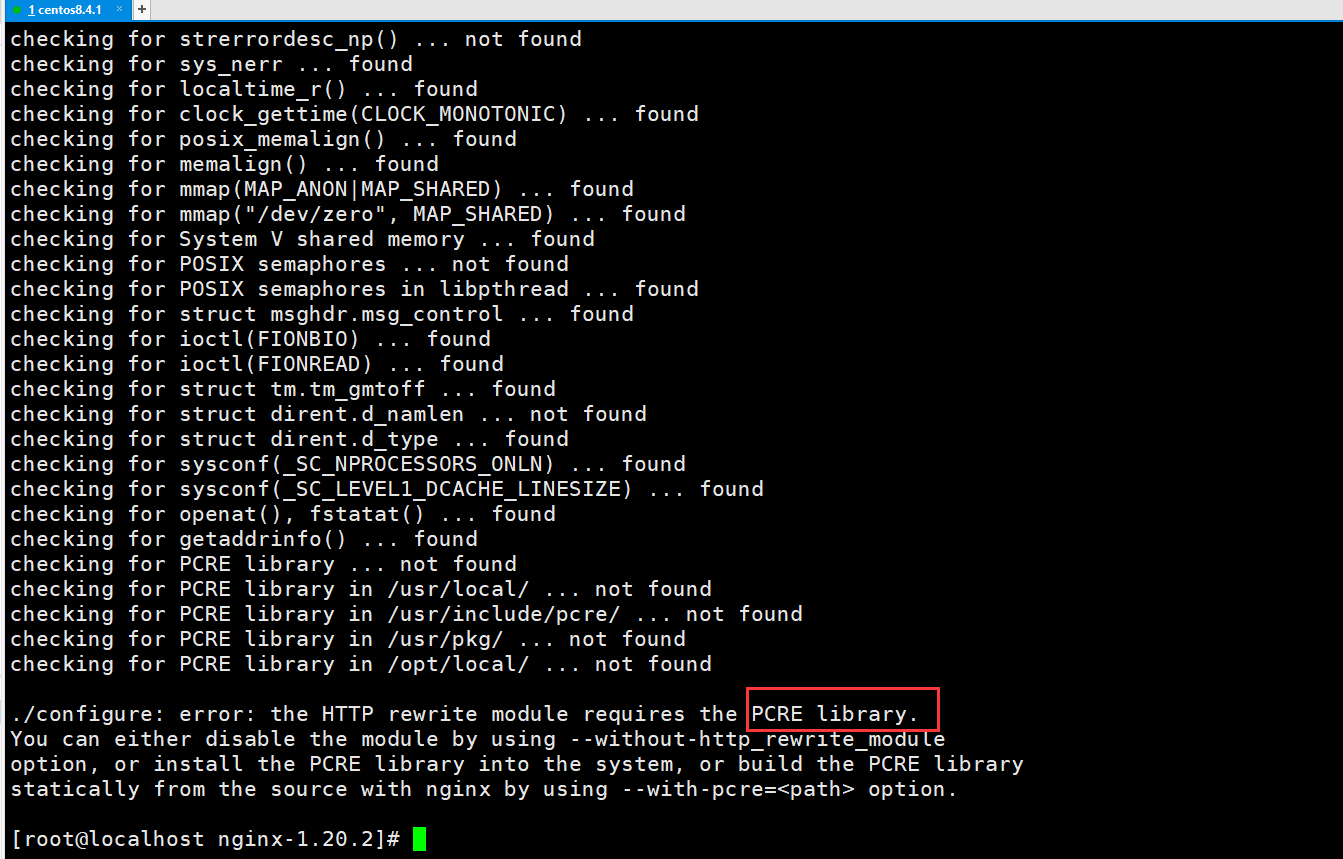 1 centos8.4.1 × +
checking for strerrordesc_np() ... not found
checking for sys_nerr ... found
checking for localtime_r() ... found
checking for clock_gettime(CLOCK_MONOTONIC) ... found
checking for posix_memalign() ... found
checking for memalign() ... found
checking for mmap(MAP_ANON|MAP_SHARED) ... found
checking for mmap("/dev/zero", MAP_SHARED) ... found
checking for System V shared memory ... found
checking for POSIX semaphores ... not found
checking for POSIX semaphores in libpthread ... found
checking for struct msghdr.msg_control ... found
checking for ioctl(FIONBIO) ... found
checking for ioctl(FIONREAD) ... found
checking for struct tm.tm_gmtoff ... found
checking for struct dirent.d_namlen ... not found
checking for struct dirent.d_type ... found
checking for sysconf(_SC_NPROCESSORS_ONLN) ... found
checking for sysconf(_SC_LEVEL1_DCACHE_LINESIZE) ... found
checking for openat(), fstatat() ... found
checking for getaddrinfo() ... found
checking for PCRE library ... not found
checking for PCRE library in /usr/local/ ... not found
checking for PCRE library in /usr/include/pcre/ ... not found
checking for PCRE library in /usr/pkg/ ... not found
checking for PCRE library in /opt/local/ ... not found
./configure: error: the HTTP rewrite module requires the PCRE library.
You can either disable the module by using --without-http_rewrite_module
option, or install the PCRE library into the system, or build the PCRE library
statically from the source with nginx by using --with-pcre=<path> option.
[root@localhost nginx-1.20.2]#